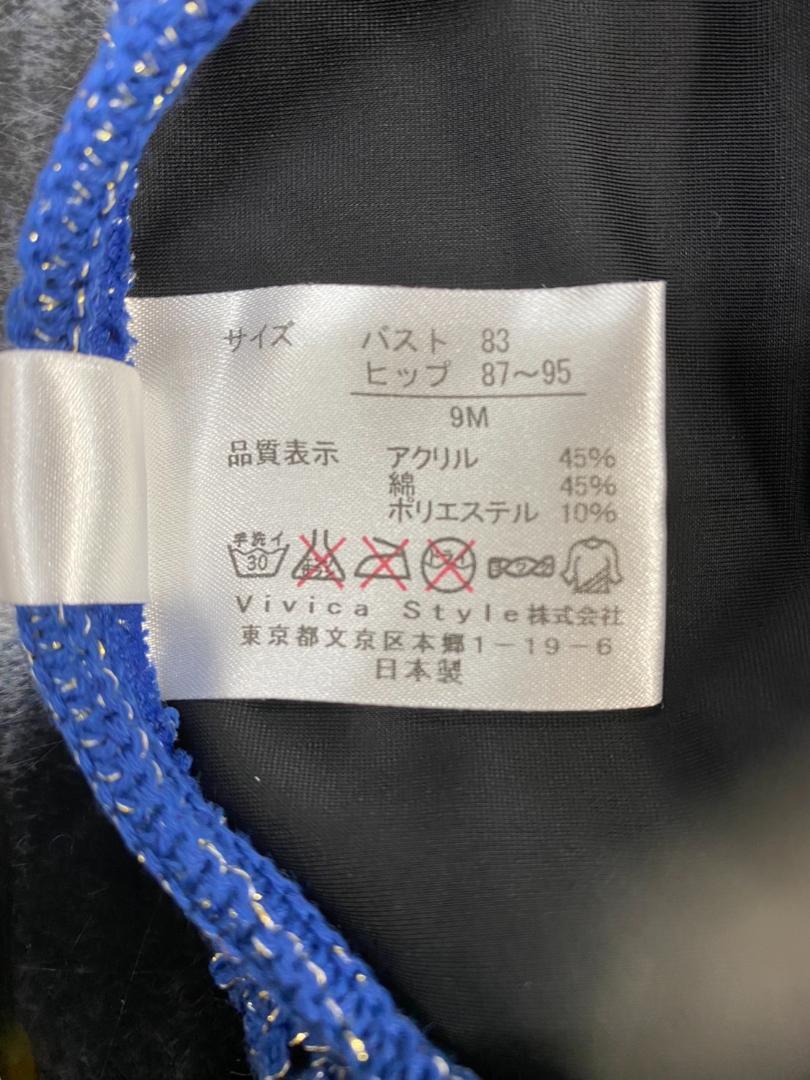 サイズ バスト 83
ヒップ 87～95
9M
品質表示 アクリル 45%
綿 45%
ポリエステル 10%
手洗イ
30
ドライ
Vivica Style株式会社
東京都文京区本郷1－19－6
日本製